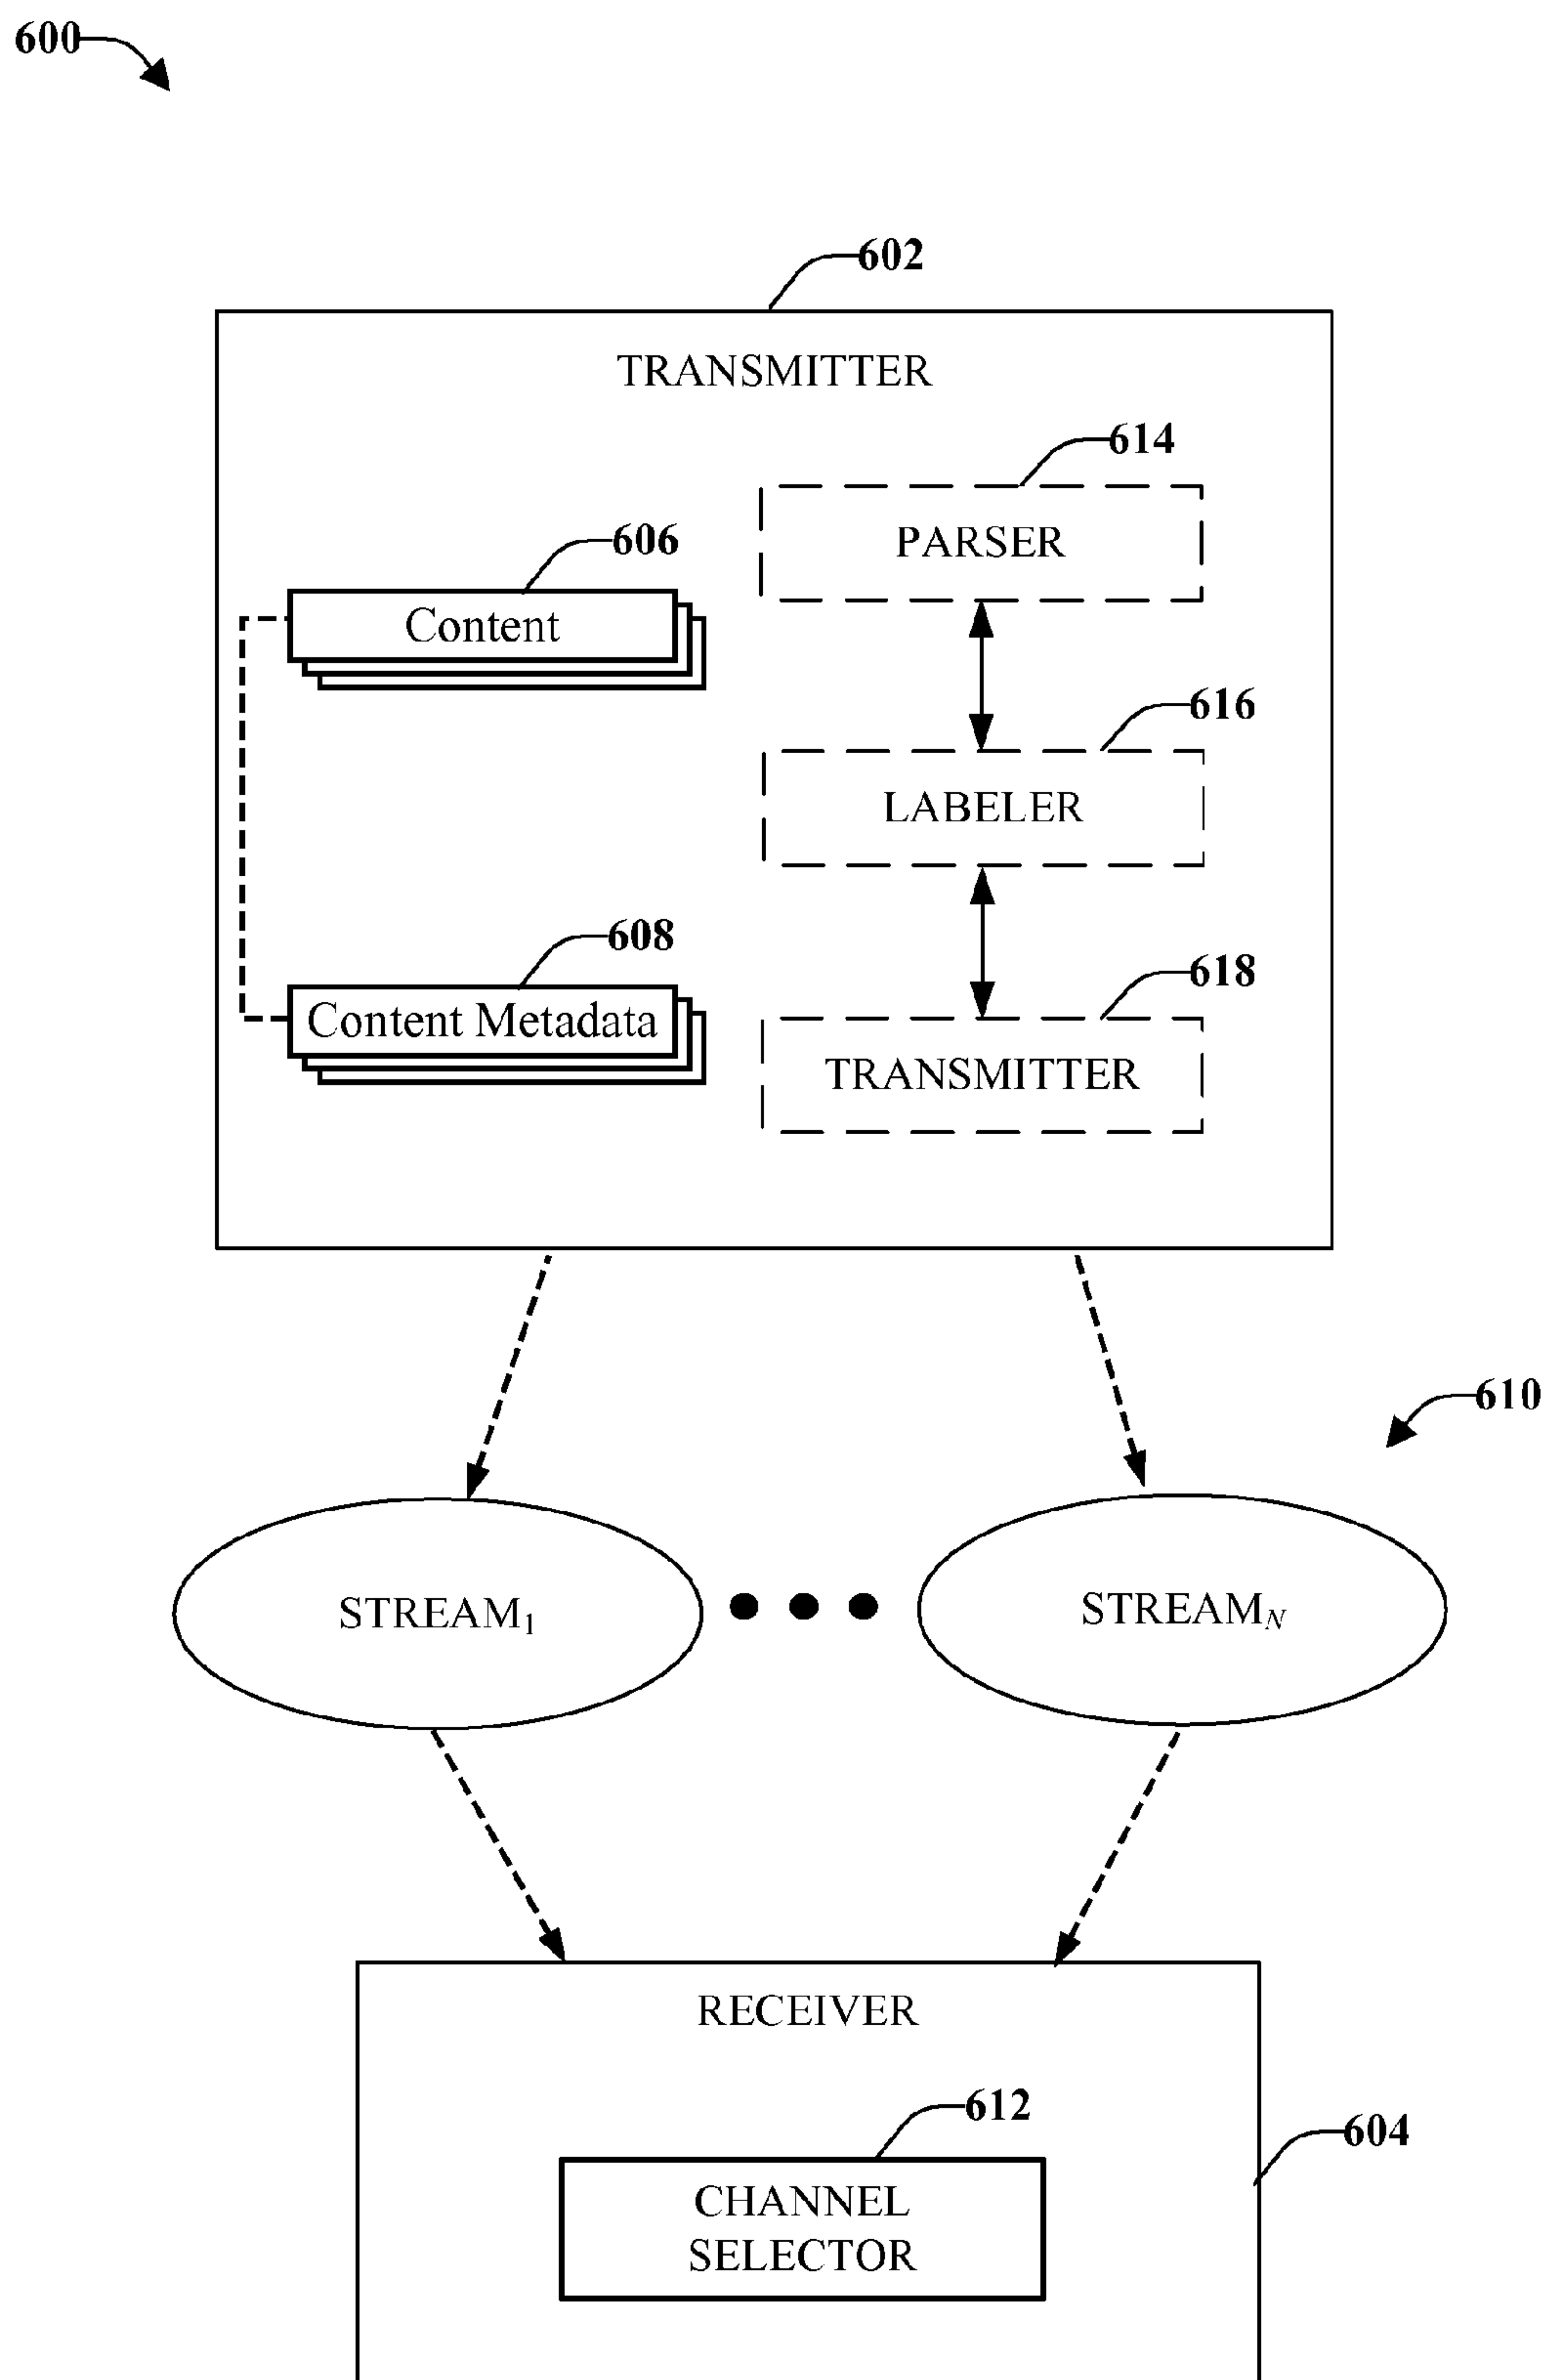 600
602
TRANSMITTER
614
PARSER
606
Content
616
LABELER
608
Content Metadata
618
TRANSMITTER
610
STREAM1
STREAMN
RECEIVER
612
604
CHANNEL
SELECTOR